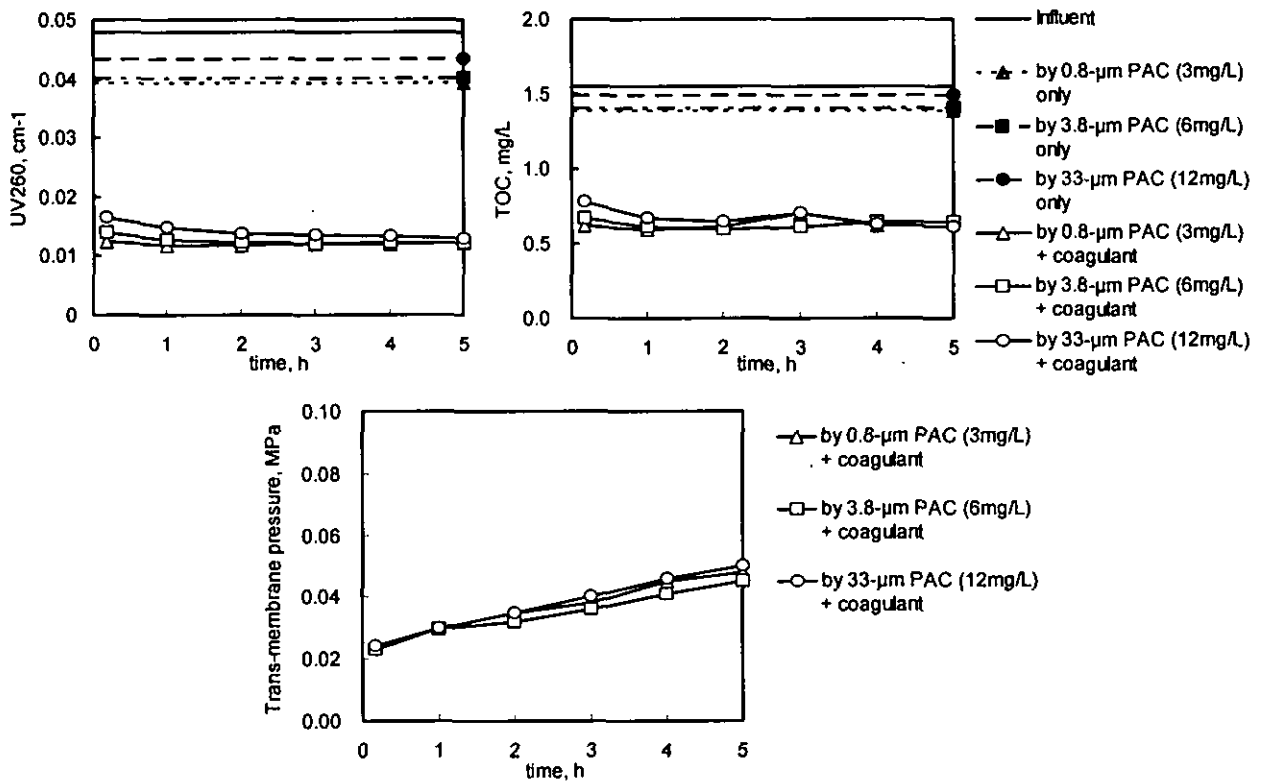 0.05
0.04
0.03
0.02
0.01
0
UV260, cm-1
0 1 2 3 4 5
time, h
2.0
1.5
1.0
0.5
0.0
TOC, mg/L
0 1 2 3 4 5
time, h
Influent
by 0.8-µm PAC (3mg/L)
only
by 3.8-µm PAC (6mg/L)
only
by 33-µm PAC (12mg/L)
only
by 0.8-µm PAC (3mg/L)
+ coagulant
by 3.8-µm PAC (6mg/L)
+ coagulant
by 33-µm PAC (12mg/L)
+ coagulant
0.10
0.08
0.06
0.04
0.02
0.00
Trans-membrane pressure, MPa
0 1 2 3 4 5
time, h
by 0.8-µm PAC (3mg/L)
+ coagulant
by 3.8-µm PAC (6mg/L)
+ coagulant
by 33-µm PAC (12mg/L)
+ coagulant